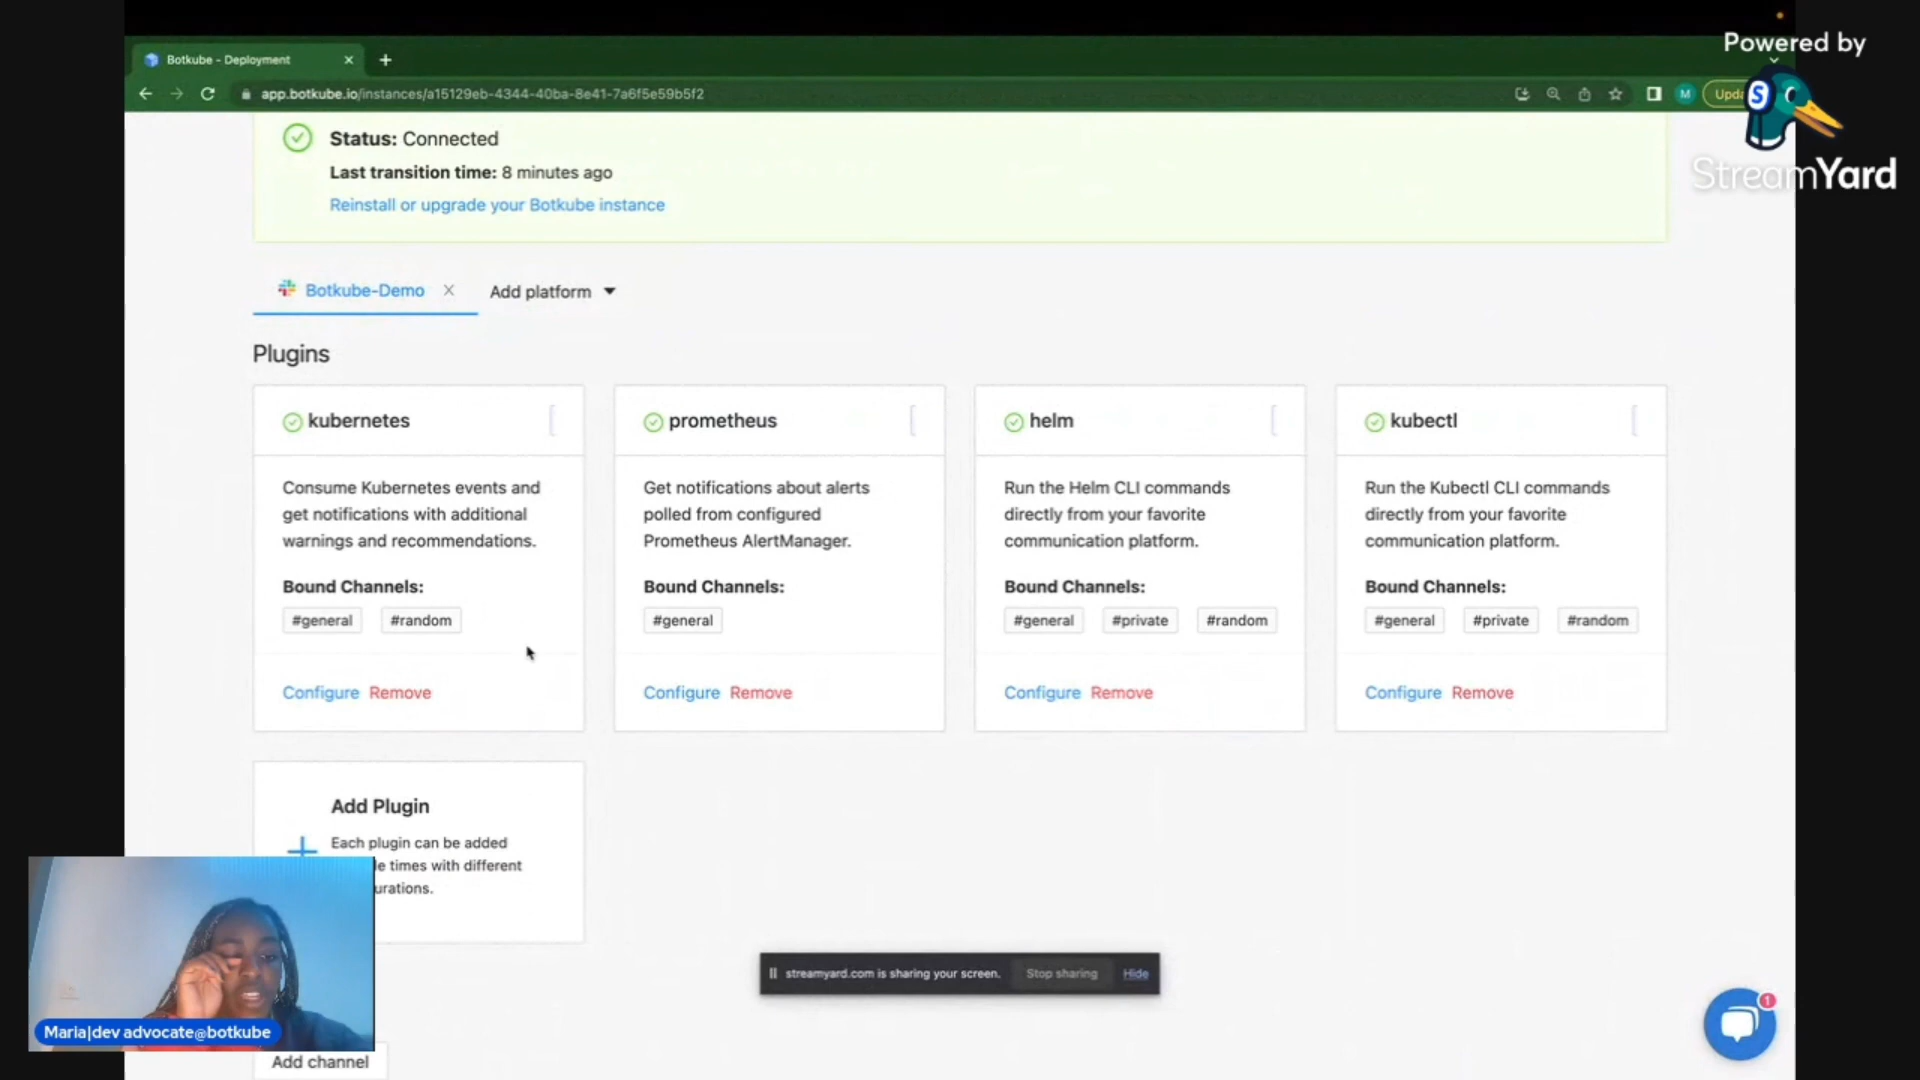 Powered by
StreamYard
Botkube - Deployment
app.botkube.io/instances/a15129eb-4344-40ba-8e41-7a6f5e59b5f2
M
S
Status: Connected
Last transition time: 8 minutes ago
Reinstall or upgrade your Botkube instance
Botkube-Demo
Add platform
Plugins
kubernetes
Consume Kubernetes events and
get notifications with additional
warnings and recommendations.
Bound Channels:
#general #random
Configure Remove
prometheus
Get notifications about alerts
polled from configured
Prometheus AlertManager.
Bound Channels:
#general
Configure Remove
helm
Run the Helm CLI commands
directly from your favorite
communication platform.
Bound Channels:
#general #private #random
Configure Remove
kubectl
Run the Kubectl CLI commands
directly from your favorite
communication platform.
Bound Channels:
#general #private #random
Configure Remove
Add Plugin
Each plugin can be added
times with different
streamyard.com is sharing your screen. Stop sharing Hide
1
Maria|dev advocate@botkube
Add channel